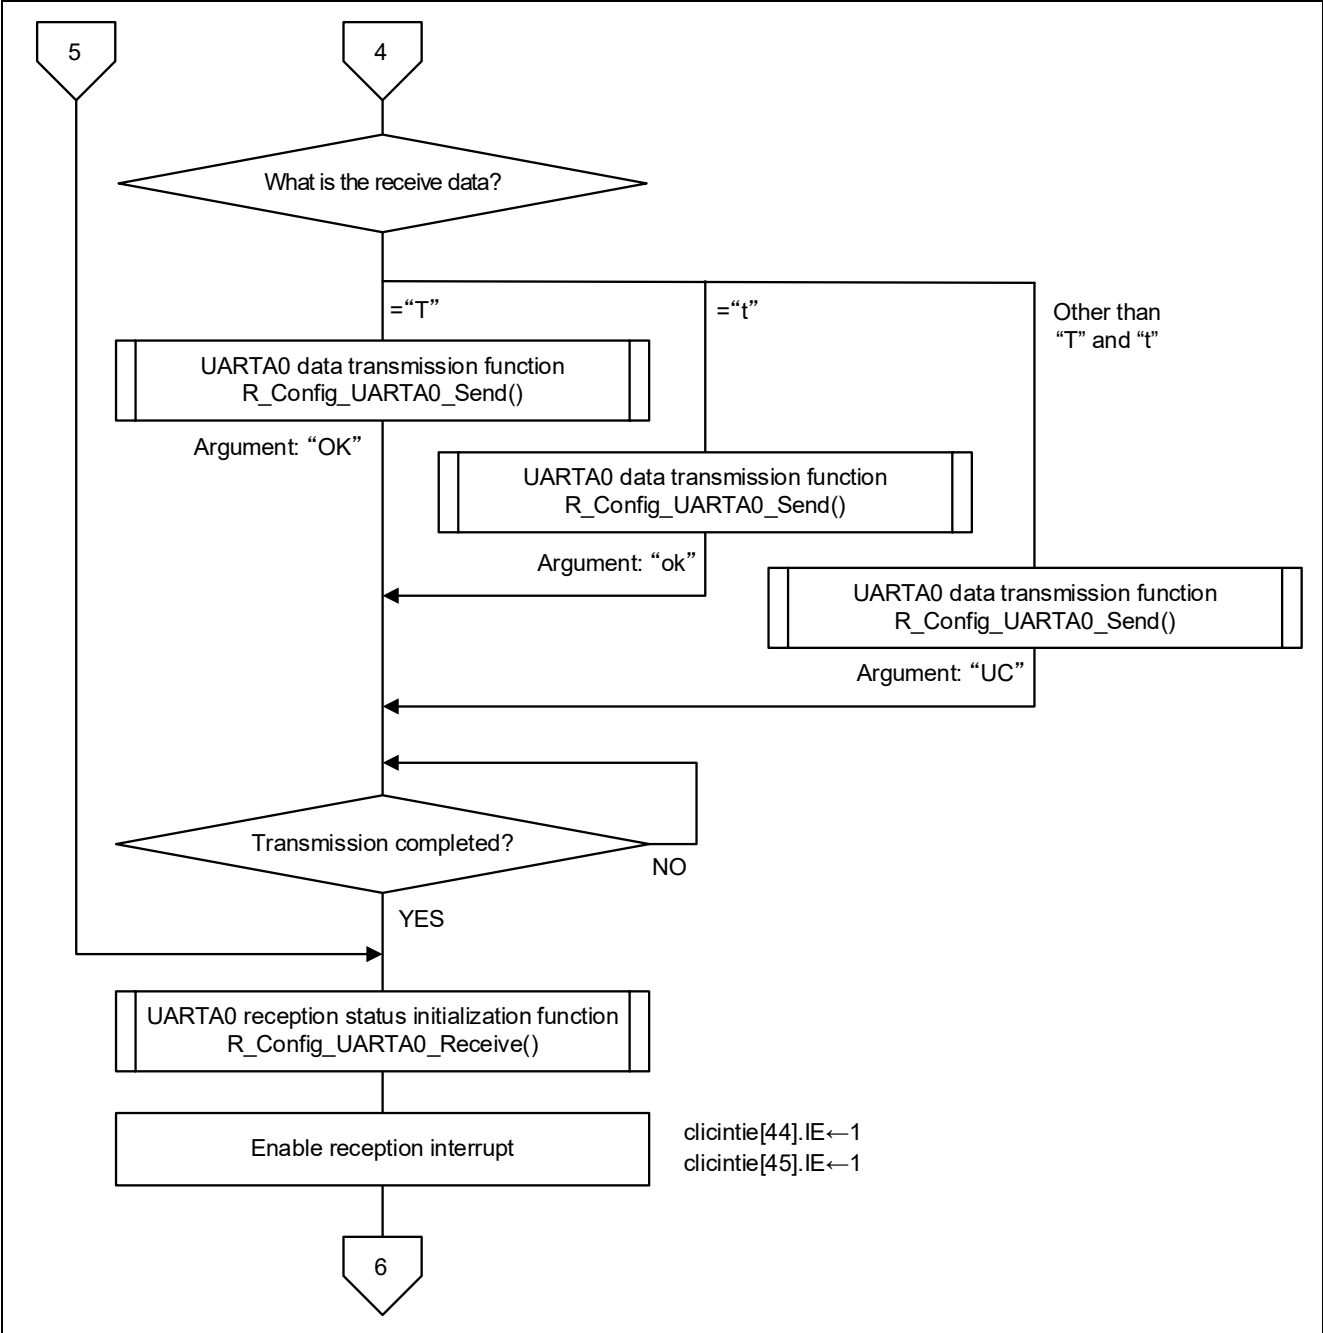 5
4
What is the receive data?
=“T”
=“t”
Other than
“T” and “t”
UARTA0 data transmission function
R_Config_UARTA0_Send()
Argument: “OK”
UARTA0 data transmission function
R_Config_UARTA0_Send()
Argument: “ok”
UARTA0 data transmission function
R_Config_UARTA0_Send()
Argument: “UC”
Transmission completed?
NO
YES
UARTA0 reception status initialization function
R_Config_UARTA0_Receive()
Enable reception interrupt
clicintie[44].IE←1
clicintie[45].IE←1
6